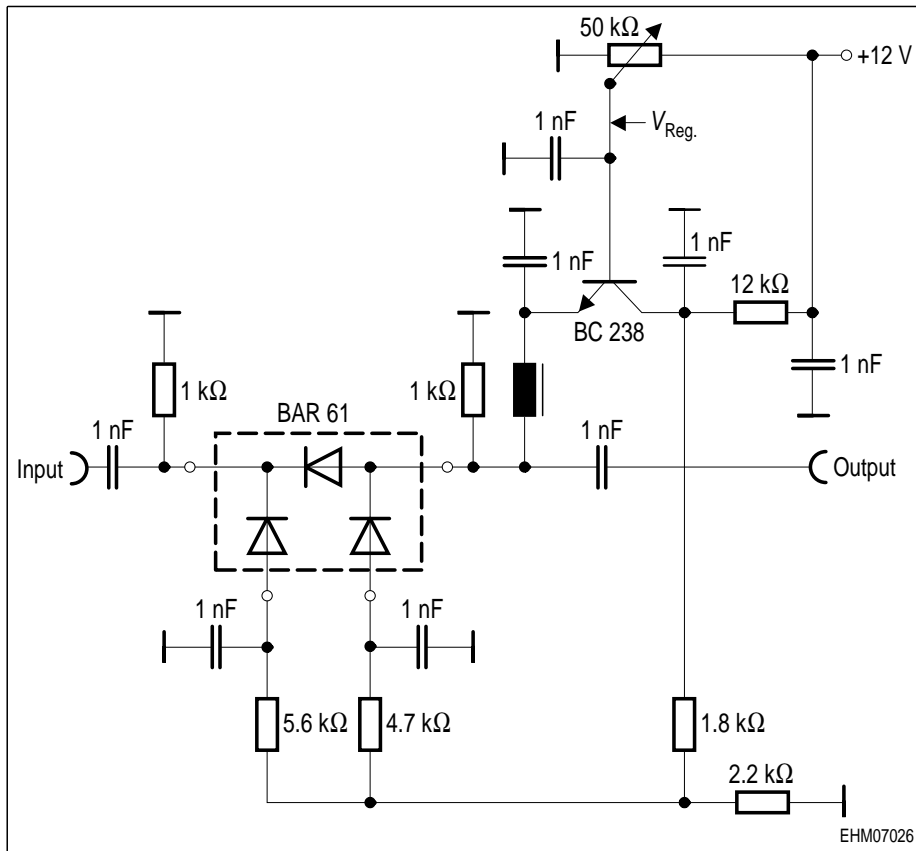 50 kΩ
+12 V
1 nF
V Reg.
1 nF
1 nF
12 kΩ
BC 238
1 nF
1 kΩ
1 kΩ
BAR 61
1 nF
1 nF
Input
Output
1 nF
1 nF
5.6 kΩ
4.7 kΩ
1.8 kΩ
2.2 kΩ
EHM07026